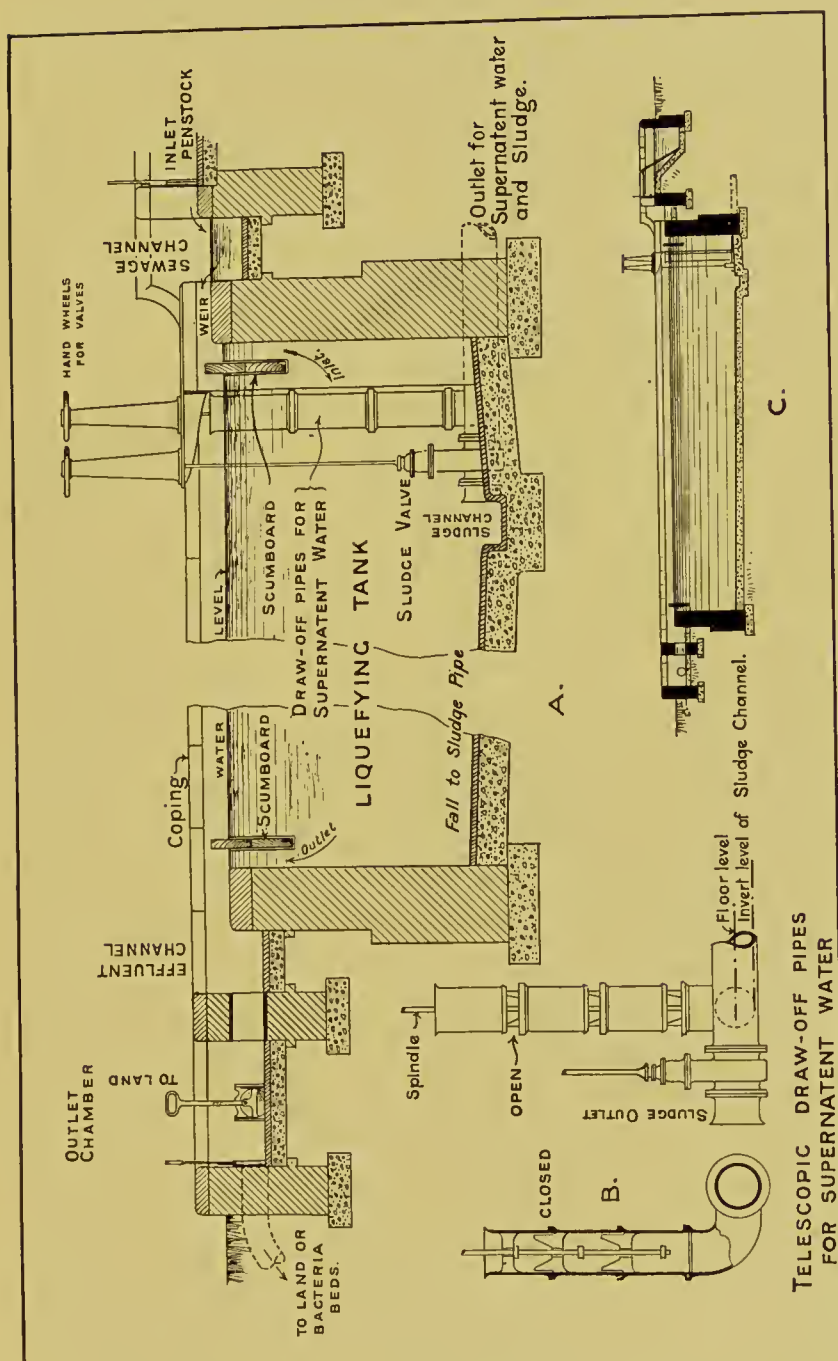 HAND WHEELS
FOR VALVES
INLET
PENSTOCK
SEWAGE
CHANNEL
WEIR
Inlet.
Outlet for
Supernatent water
and Sludge.
LEVEL
SCUMBOARD
DRAW-OFF PIPES FOR
SUPERNATENT WATER
LIQUEFYING TANK
SLUDGE VALVE
SLUDGE
CHANNEL
Coping
WATER
SCUMBOARD
Outlet
Fall to Sludge Pipe
A.
EFFLUENT
CHANNEL
OUTLET
CHAMBER
TO LAND
TO LAND OR
BACTERIA
BEDS.
C.
Spindle
OPEN
SLUDGE OUTLET
Floor level
Invert level of Sludge Channel.
CLOSED
B.
TELESCOPIC DRAW-OFF PIPES
FOR SUPERNATENT WATER